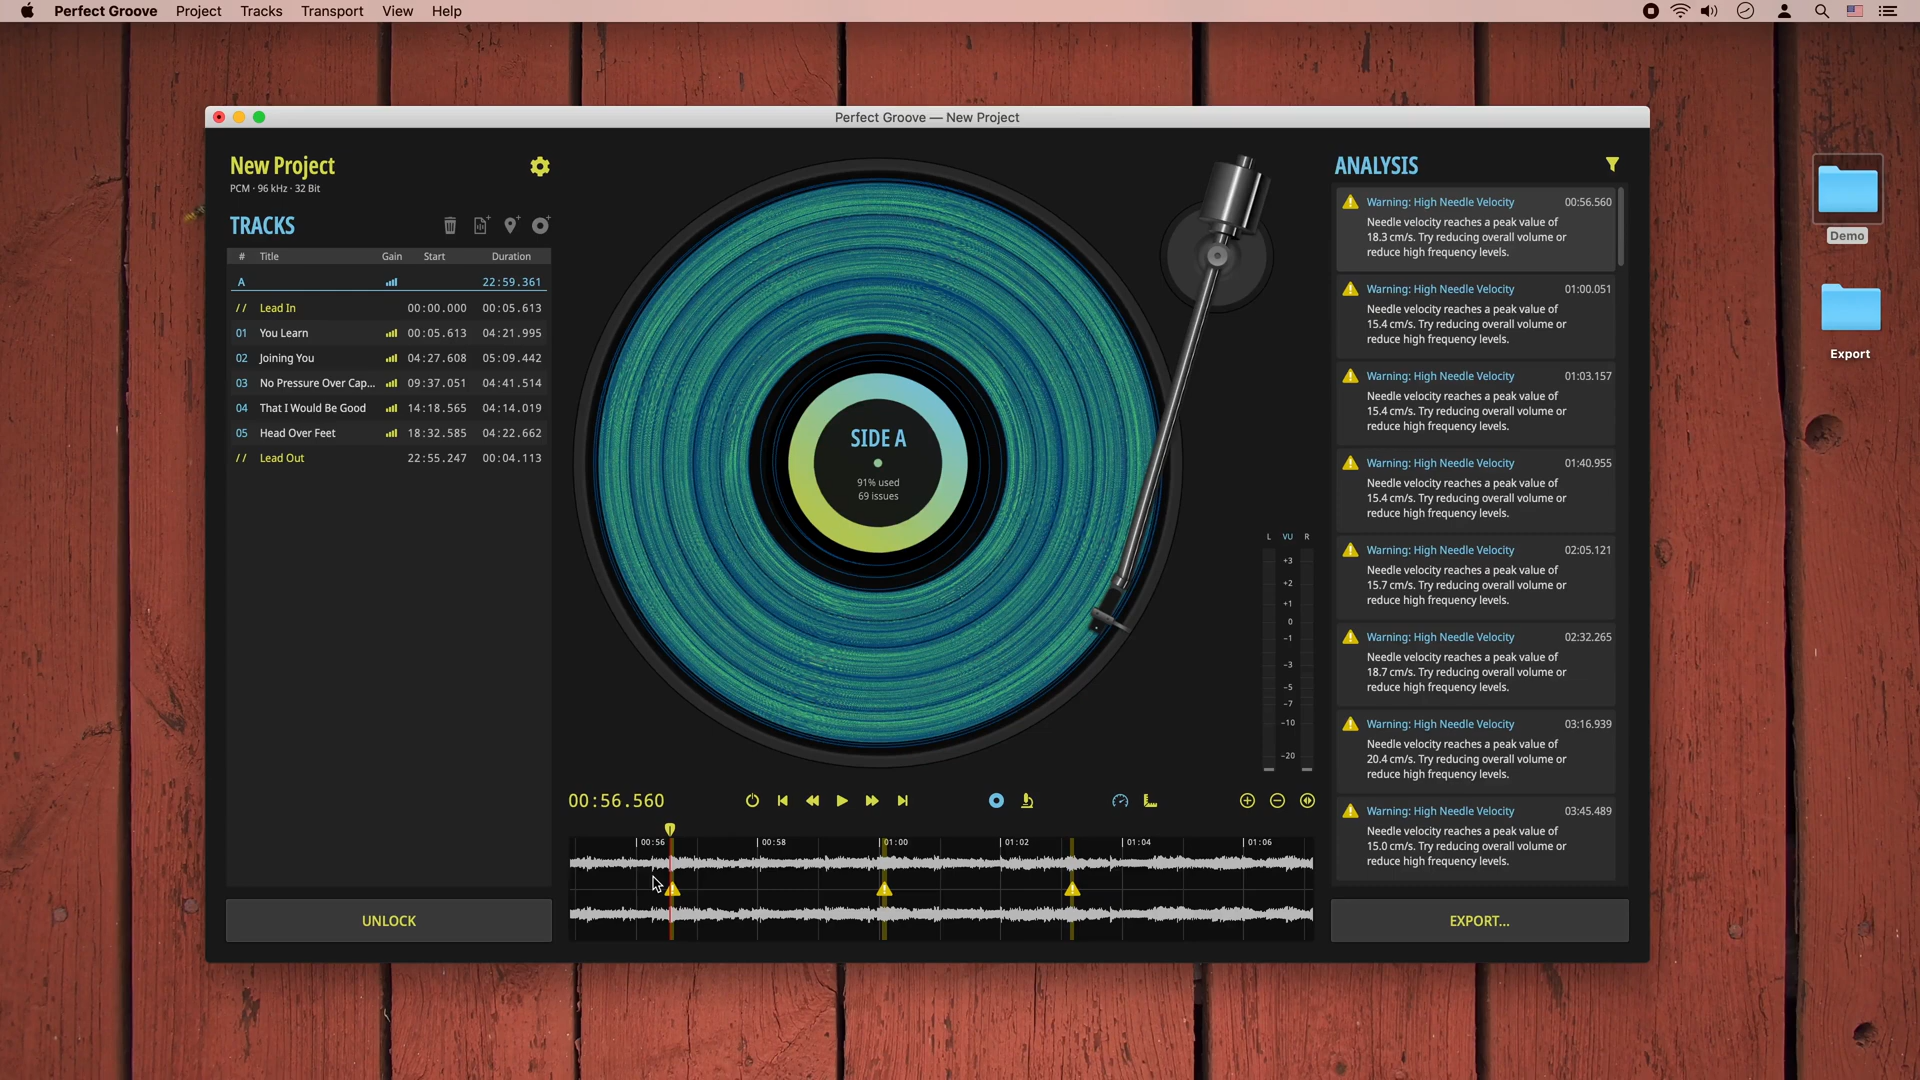 Perfect Groove Project Tracks Transport View Help
Perfect Groove — New Project
New Project
PCM · 96 kHz · 32 Bit
TRACKS
# Title Gain Start Duration
A 22:59.361
// Lead In 00:00.000 00:05.613
01 You Learn 00:05.613 04:21.995
02 Joining You 04:27.608 05:09.442
03 No Pressure Over Cap... 09:37.051 04:41.514
04 That I Would Be Good 14:18.565 04:14.019
05 Head Over Feet 18:32.585 04:22.662
// Lead Out 22:55.247 00:04.113
UNLOCK
SIDE A
91% used
69 issues
L VU R
+3
+2
+1
0
−1
−3
−5
−7
−10
−20
00:56.560
00:56 00:58 01:00 01:02 01:04 01:06
ANALYSIS
Warning: High Needle Velocity 00:56.560
Needle velocity reaches a peak value of
18.3 cm/s. Try reducing overall volume or
reduce high frequency levels.
Warning: High Needle Velocity 01:00.051
Needle velocity reaches a peak value of
15.4 cm/s. Try reducing overall volume or
reduce high frequency levels.
Warning: High Needle Velocity 01:03.157
Needle velocity reaches a peak value of
15.4 cm/s. Try reducing overall volume or
reduce high frequency levels.
Warning: High Needle Velocity 01:40.955
Needle velocity reaches a peak value of
15.4 cm/s. Try reducing overall volume or
reduce high frequency levels.
Warning: High Needle Velocity 02:05.121
Needle velocity reaches a peak value of
15.7 cm/s. Try reducing overall volume or
reduce high frequency levels.
Warning: High Needle Velocity 02:32.265
Needle velocity reaches a peak value of
18.7 cm/s. Try reducing overall volume or
reduce high frequency levels.
Warning: High Needle Velocity 03:16.939
Needle velocity reaches a peak value of
20.4 cm/s. Try reducing overall volume or
reduce high frequency levels.
Warning: High Needle Velocity 03:45.489
Needle velocity reaches a peak value of
15.0 cm/s. Try reducing overall volume or
reduce high frequency levels.
EXPORT...
Demo
Export